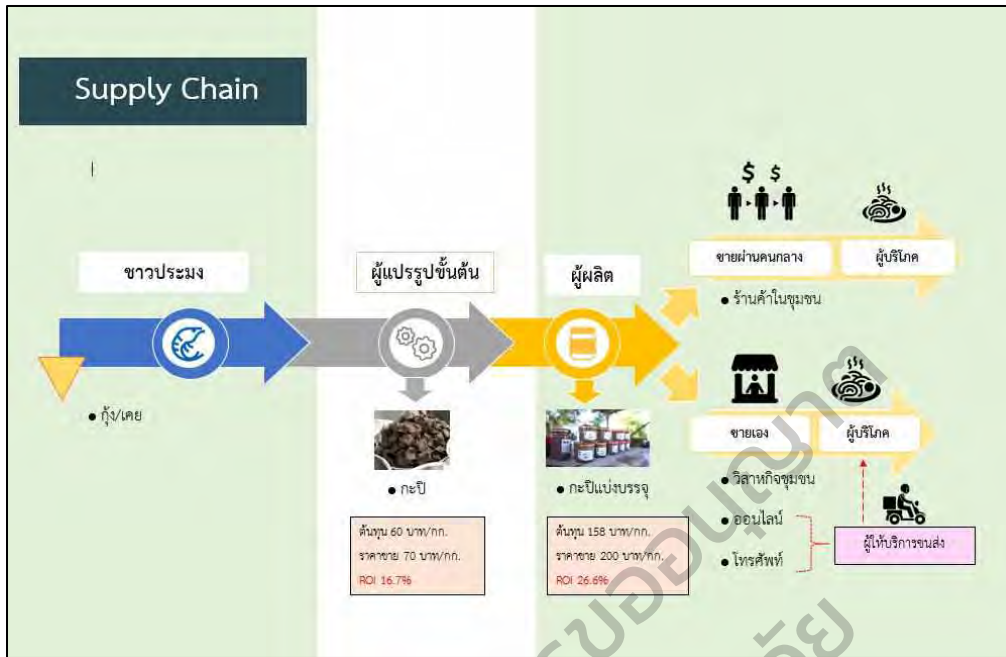 Supply Chain
ชาวประมง
• กุ้ง/เคย
ผู้แปรรูปขั้นต้น
• กะปิ
ต้นทุน 60 บาท/กก.
ราคาขาย 70 บาท/กก.
ROI 16.7%
ผู้ผลิต
• กะปิแบ่งบรรจุ
ต้นทุน 158 บาท/กก.
ราคาขาย 200 บาท/กก.
ROI 26.6%
$ $
ขายผ่านคนกลาง
ผู้บริโภค
• ร้านค้าในชุมชน
ขายเอง
ผู้บริโภค
• วิสาหกิจชุมชน
• ออนไลน์
• โทรศัพท์
ผู้ให้บริการขนส่ง